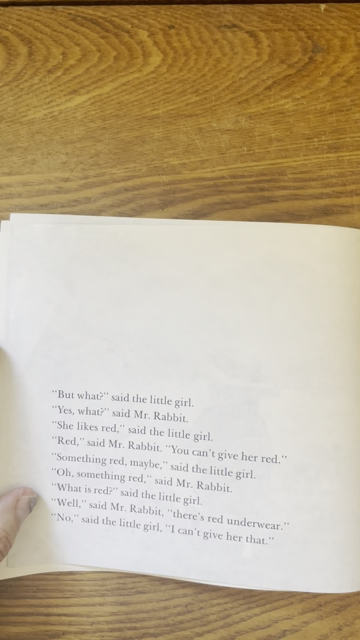 “But what?” said the little girl.
“Yes, what?” said Mr. Rabbit.
“She likes red,” said the little girl.
“Red,” said Mr. Rabbit. “You can't give her red.”
“Something red, maybe,” said the little girl.
“Oh, something red,” said Mr. Rabbit.
“What is red?” said the little girl.
“Well,” said Mr. Rabbit, “there's red underwear.”
“No,” said the little girl, “I can't give her that.”